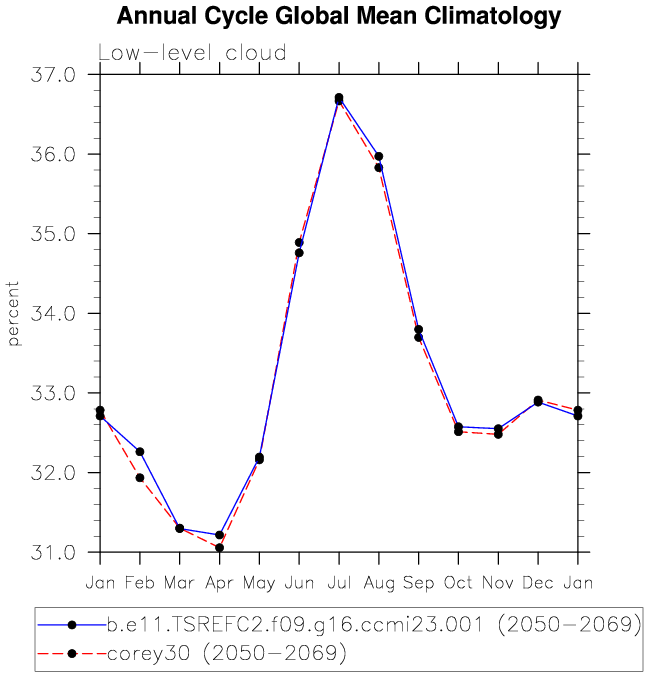 Annual Cycle Global Mean Climatology
Low-level cloud
37.0
36.0
35.0
34.0
33.0
32.0
31.0
percent
Jan Feb Mar Apr May Jun Jul Aug Sep Oct Nov Dec Jan
b.e11.TSREFC2.f09.g16.ccmi23.001 (2050-2069)
corey30 (2050-2069)